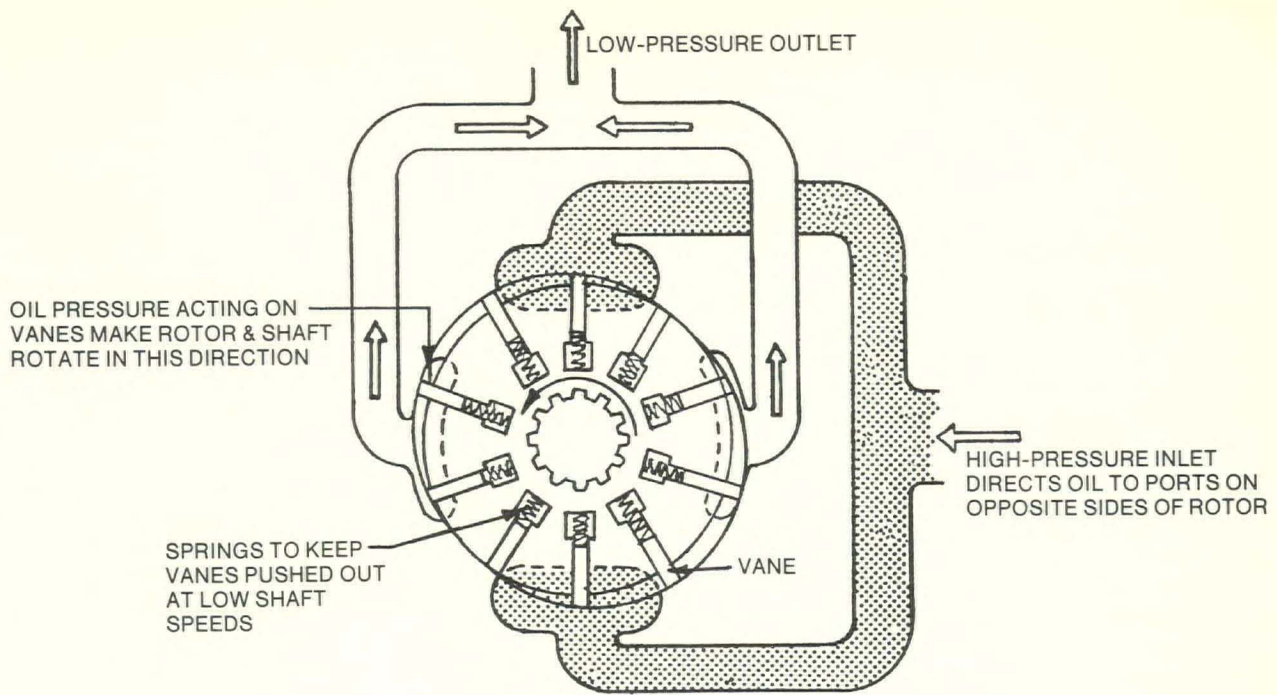 LOW-PRESSURE OUTLET
OIL PRESSURE ACTING ON
VANES MAKE ROTOR & SHAFT
ROTATE IN THIS DIRECTION
HIGH-PRESSURE INLET
DIRECTS OIL TO PORTS ON
OPPOSITE SIDES OF ROTOR
SPRINGS TO KEEP
VANES PUSHED OUT
AT LOW SHAFT
SPEEDS
VANE